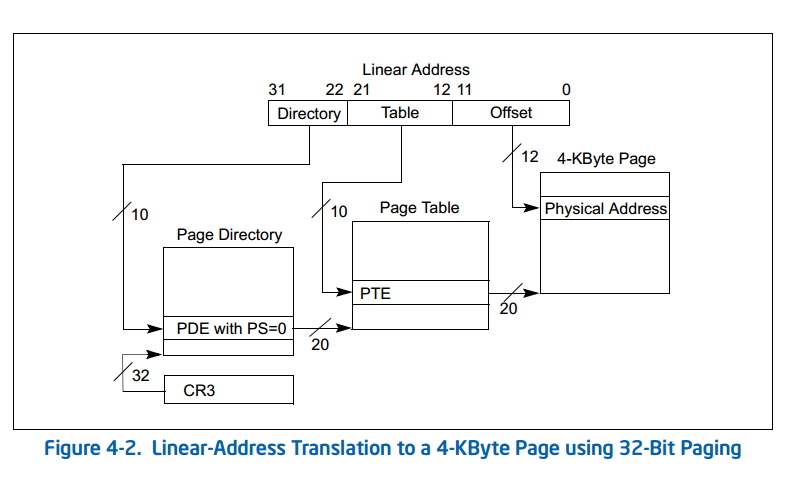 Linear Address
31 22 21 12 11 0
Directory Table Offset
12 4-KByte Page
10 10 Page Table Physical Address
Page Directory
PTE
20
PDE with PS=0
20
32
CR3
Figure 4-2. Linear-Address Translation to a 4-KByte Page using 32-Bit Paging